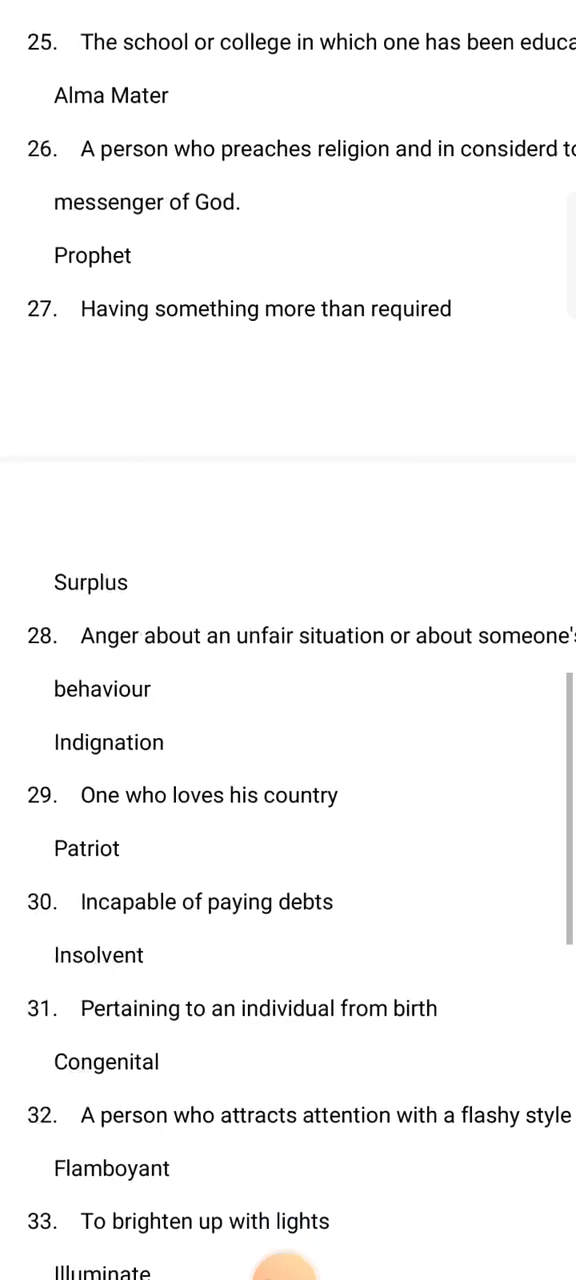 25. The school or college in which one has been educa
Alma Mater
26. A person who preaches religion and in considerd to
messenger of God.
Prophet
27. Having something more than required
Surplus
28. Anger about an unfair situation or about someone's
behaviour
Indignation
29. One who loves his country
Patriot
30. Incapable of paying debts
Insolvent
31. Pertaining to an individual from birth
Congenital
32. A person who attracts attention with a flashy style
Flamboyant
33. To brighten up with lights
Illuminate